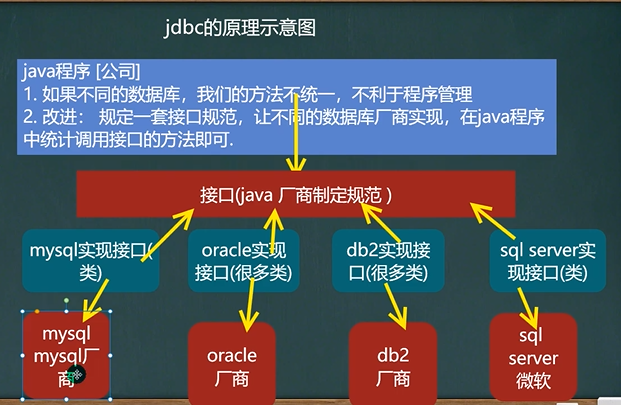 jdbc的原理示意图
java程序 [公司]
1. 如果不同的数据库，我们的方法不统一，不利于程序管理
2. 改进： 规定一套接口规范，让不同的数据库厂商实现，在java程序
中统计调用接口的方法即可.
接口(java 厂商制定规范 )
mysql实现接口(
类)
oracle实现
接口(很多类)
db2实现接
口(很多类)
sql server实
现接口(类)
mysql
mysql厂
商
oracle
厂商
db2
厂商
sql
server
微软